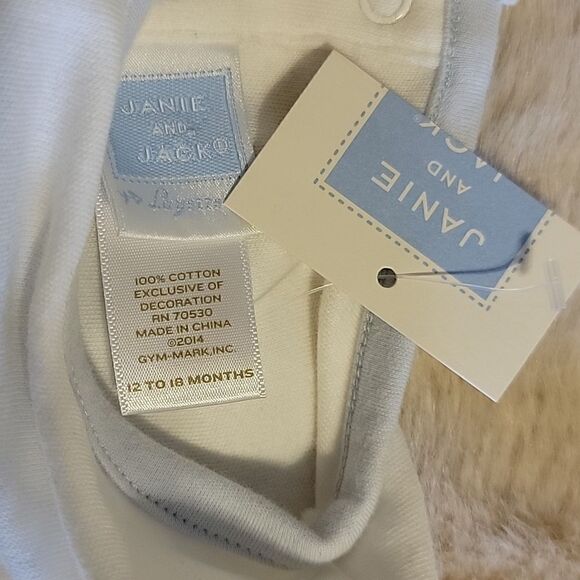 JANIE
AND
JACK®
Layette
100% COTTON
EXCLUSIVE OF
DECORATION
RN 70530
MADE IN CHINA
©2014
GYM-MARK, INC.
12 TO 18 MONTHS
JANIE
AND
JACK®